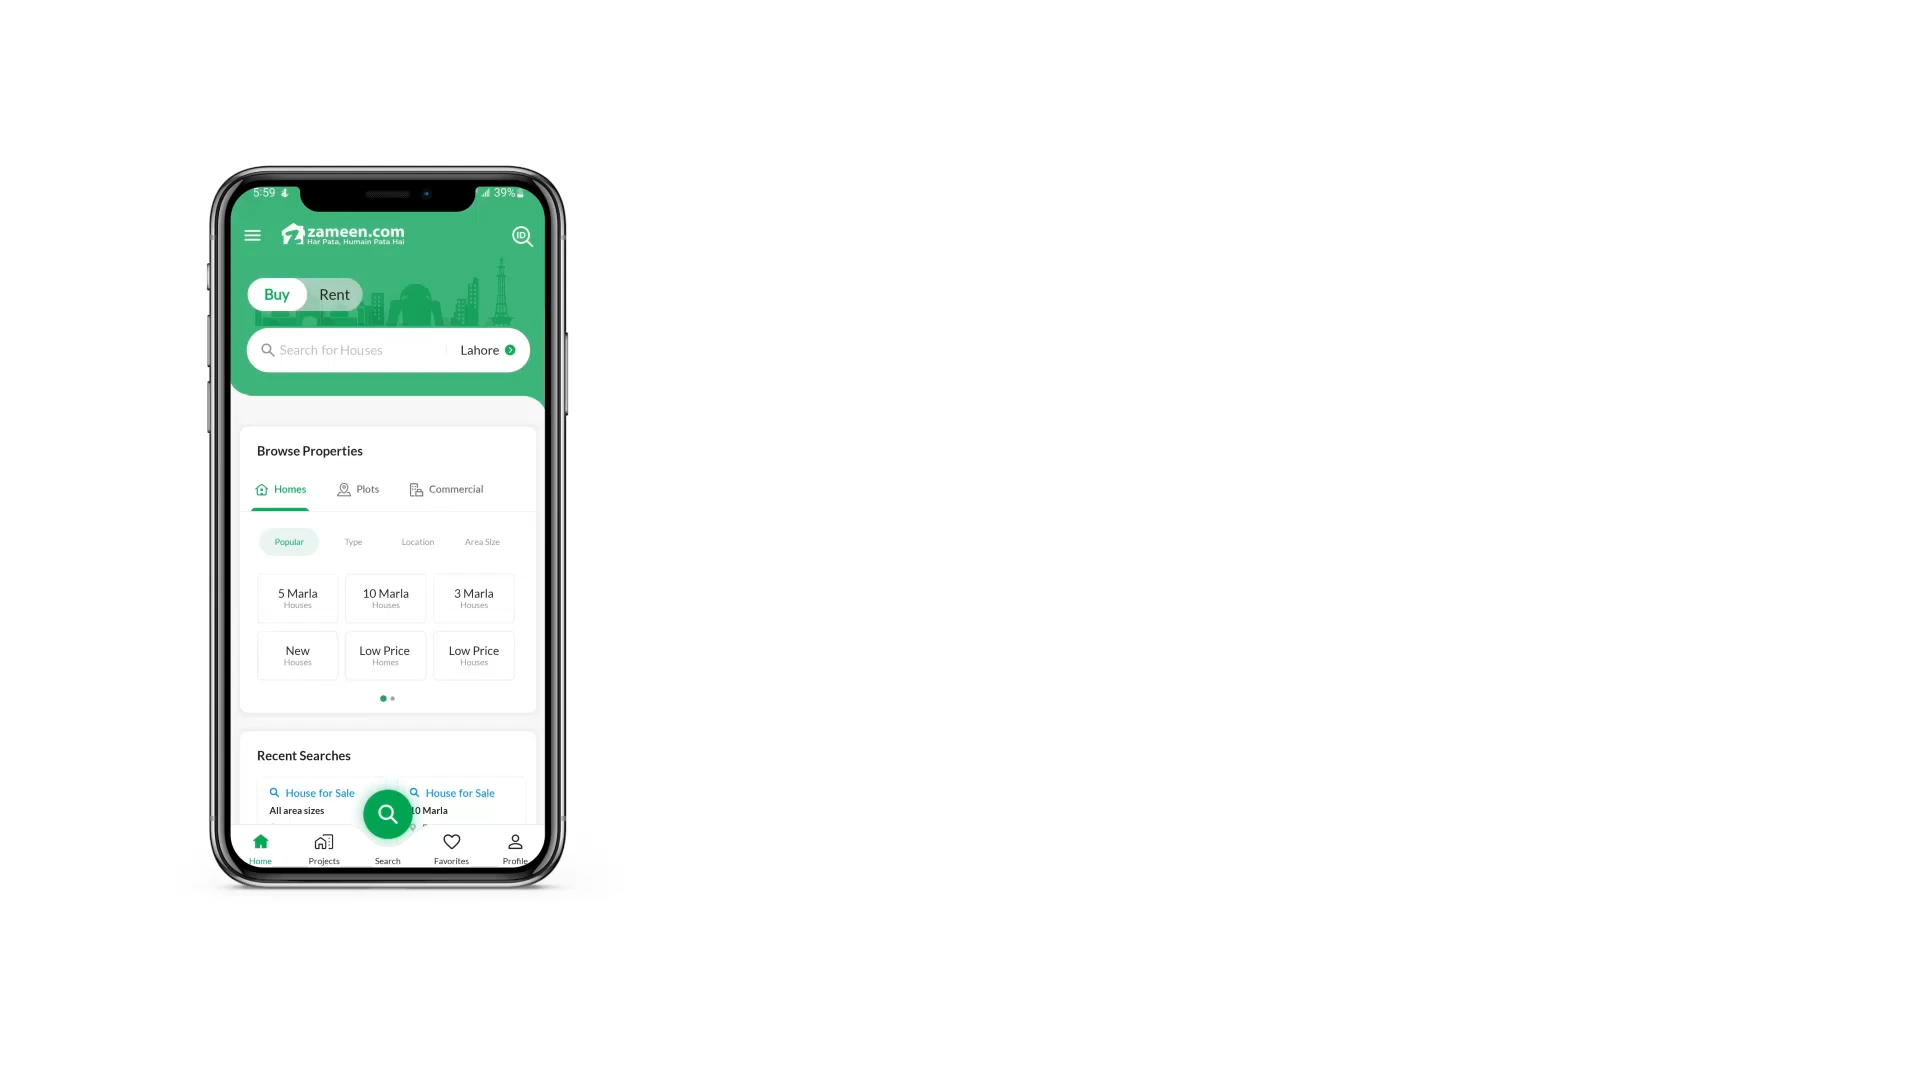 5:59
39%
zameen.com
Har Pata, Humain Pata Hai
ID
Buy
Rent
Search for Houses
Lahore
Browse Properties
Homes
Plots
Commercial
Popular
Type
Location
Area Size
5 Marla
Houses
10 Marla
Houses
3 Marla
Houses
New
Houses
Low Price
Homes
Low Price
Houses
Recent Searches
House for Sale
All area sizes
House for Sale
10 Marla
Home
Projects
Search
Favorites
Profile